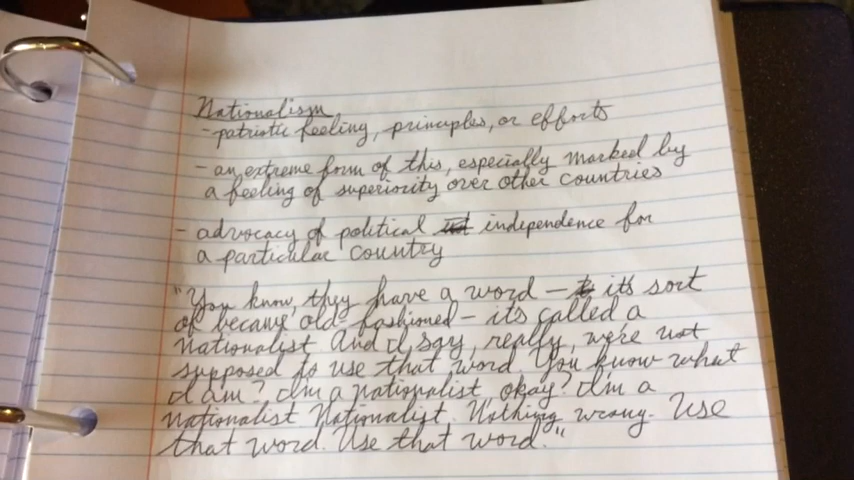 Nationalism
- patriotic feeling, principles, or efforts
- an extreme form of this, especially marked by
a feeling of superiority over other countries
- advocacy of political independence for
a particular country
"You know, they have a word – it's sort
of became old-fashioned – it's called a
nationalist And I say, really, we're not
supposed to use that word You know what
I am?, I'm a nationalist, okay? I'm a
nationalist Nationalist. Nothing wrong. Use
that word. Use that word."